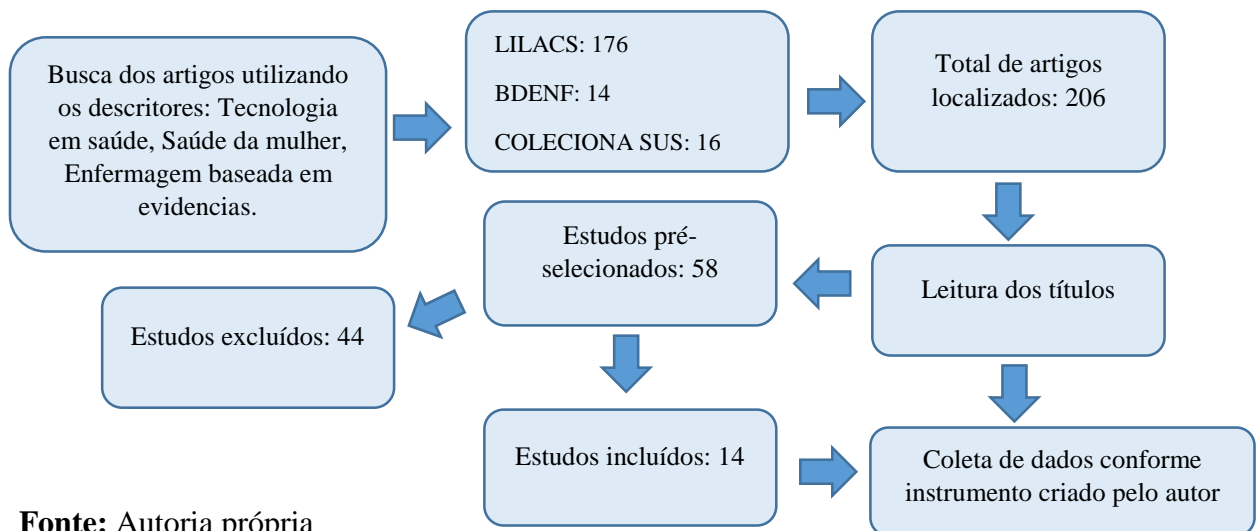 Busca dos artigos utilizando
os descritores: Tecnologia
em saúde, Saúde da mulher,
Enfermagem baseada em
evidencias.
LILACS: 176
BDENF: 14
COLECIONA SUS: 16
Total de artigos
localizados: 206
Leitura dos títulos
Estudos pré-
selecionados: 58
Estudos excluídos: 44
Estudos incluídos: 14
Coleta de dados conforme
instrumento criado pelo autor
Fonte: Autoria própria